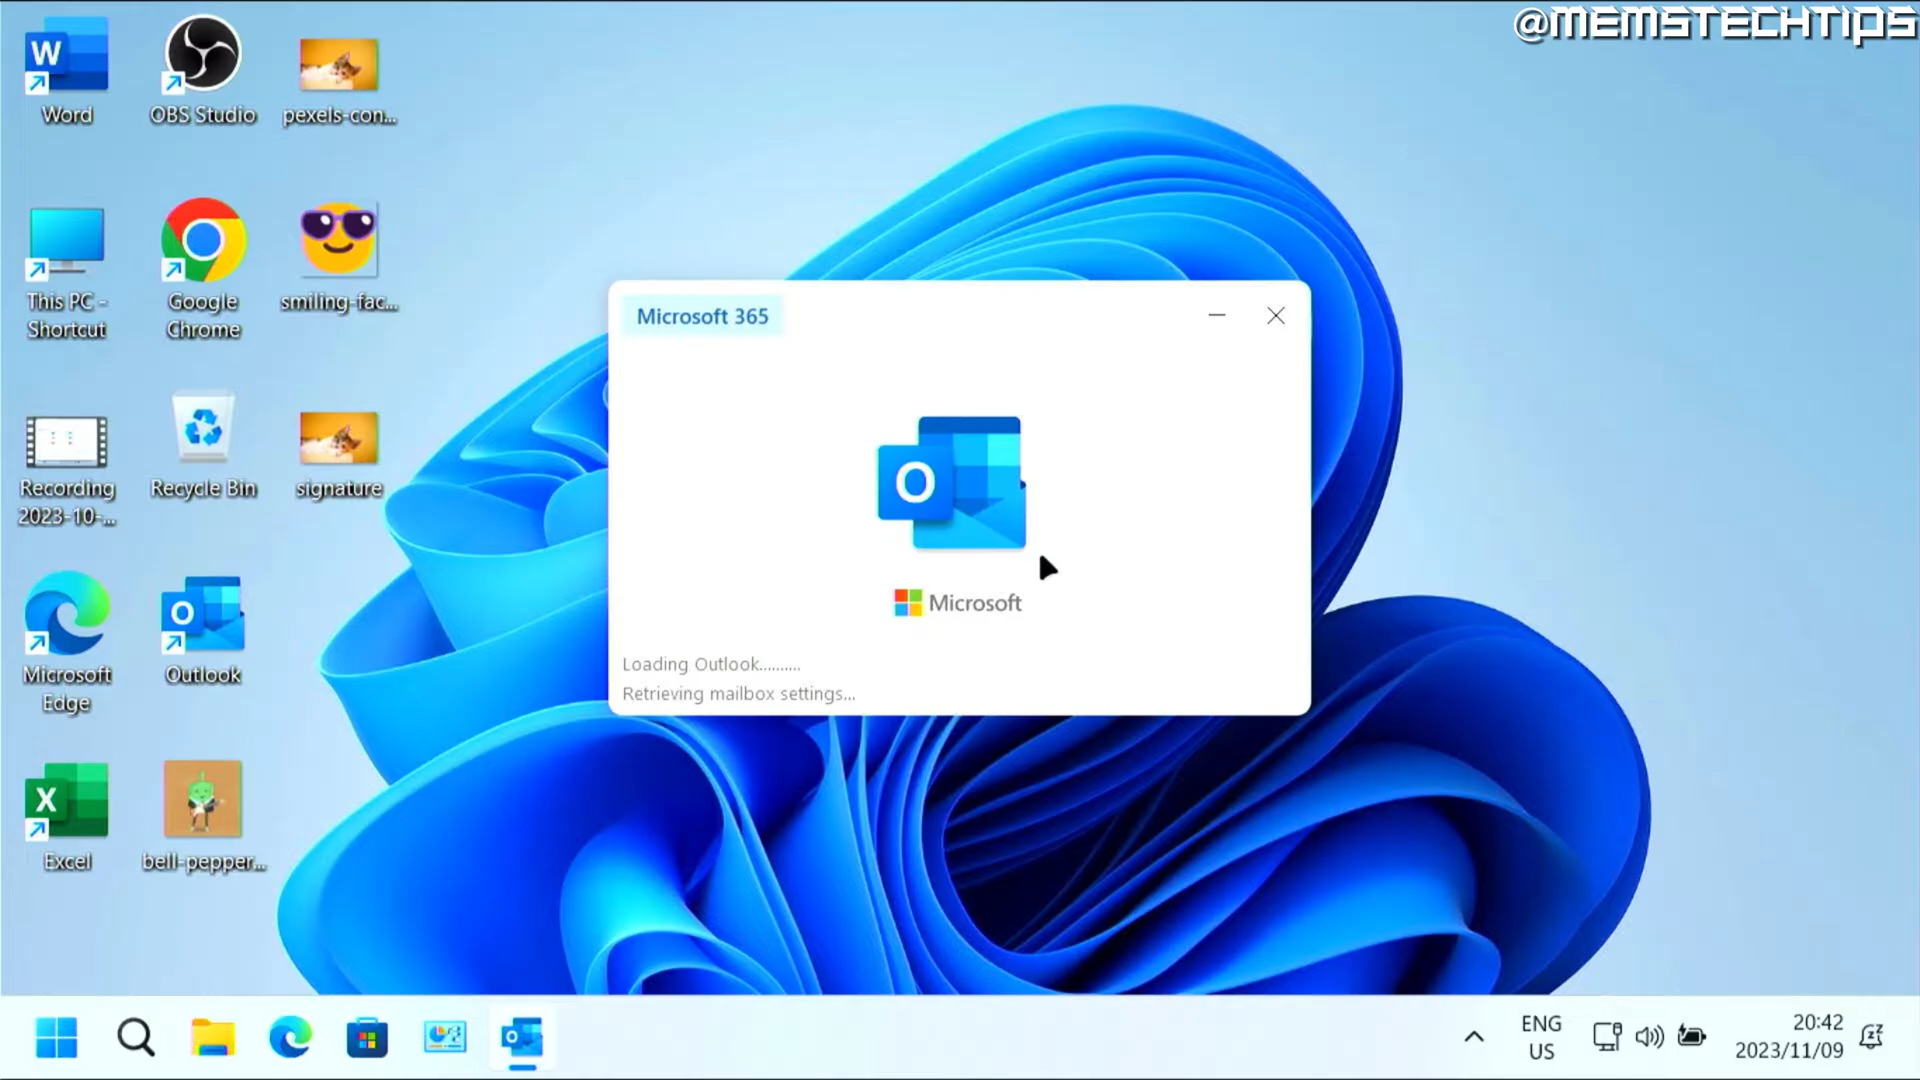 @MEMSTECHTIPS
W
Word
OBS Studio
pexels-con...
This PC -
Shortcut
Google
Chrome
smiling-fac...
Recording
2023-10-...
Recycle Bin
signature
Microsoft
Edge
O
Outlook
X
Excel
bell-pepper...
Microsoft 365
O
Microsoft
Loading Outlook..........
Retrieving mailbox settings...
O
ENG
US
20:42
2023/11/09